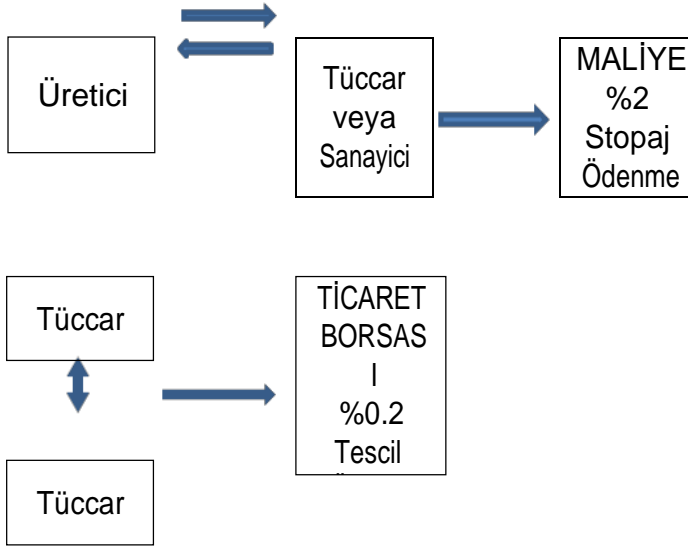 Üretici
Tüccar
veya
Sanayici
MALİYE
%2
Stopaj
Ödenme
Tüccar
TİCARET
BORSAS
I
%0.2
Tescil
Tüccar